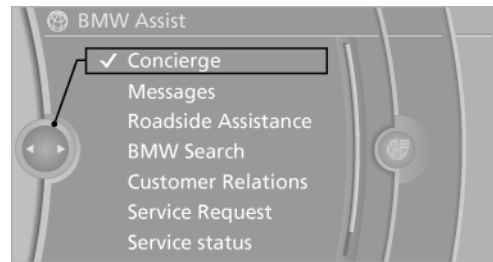 BMW Assist
Concierge
Messages
Roadside Assistance
BMW Search
Customer Relations
Service Request
Service status